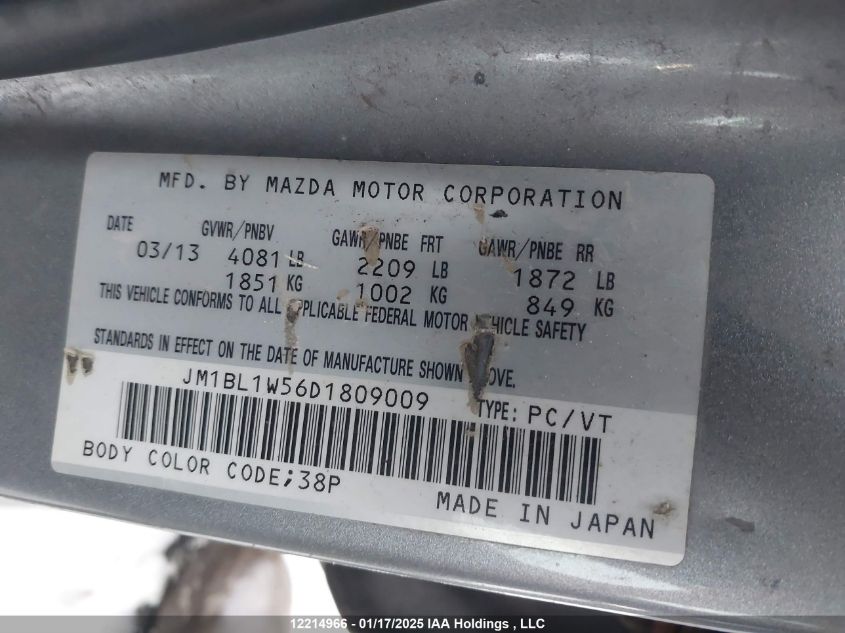 MFD. BY MAZDA MOTOR CORPORATION
DATE GVWR/PNBV GAWR/PNBE FRT GAWR/PNBE RR
03/13 4081 LB 2209 LB 1872 LB
1851 KG 1002 KG 849 KG
THIS VEHICLE CONFORMS TO ALL APPLICABLE FEDERAL MOTOR VEHICLE SAFETY
STANDARDS IN EFFECT ON THE DATE OF MANUFACTURE SHOWN ABOVE.
JM1BL1W56D1809009 TYPE: PC/VT
BODY COLOR CODE;38P
MADE IN JAPAN
12214966 - 01/17/2025 IAA Holdings , LLC